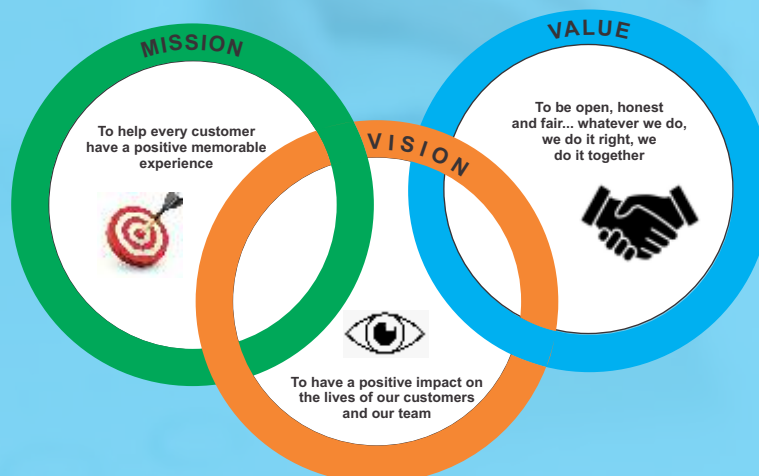 MISSION
To help every customer
have a positive memorable
experience
VISION
To have a positive impact on
the lives of our customers
and our team
VALUE
To be open, honest
and fair... whatever we do,
we do it right, we
do it together